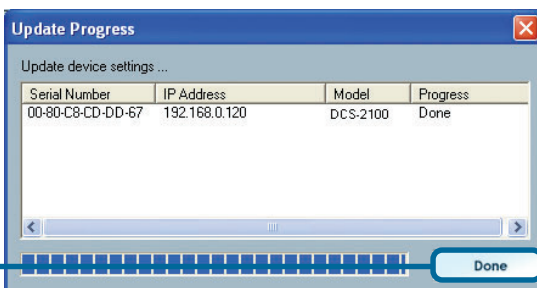 Update Progress
Update device settings ...
Serial Number IP Address Model Progress
00-80-C8-CD-DD-67 192.168.0.120 DCS-2100 Done
Done